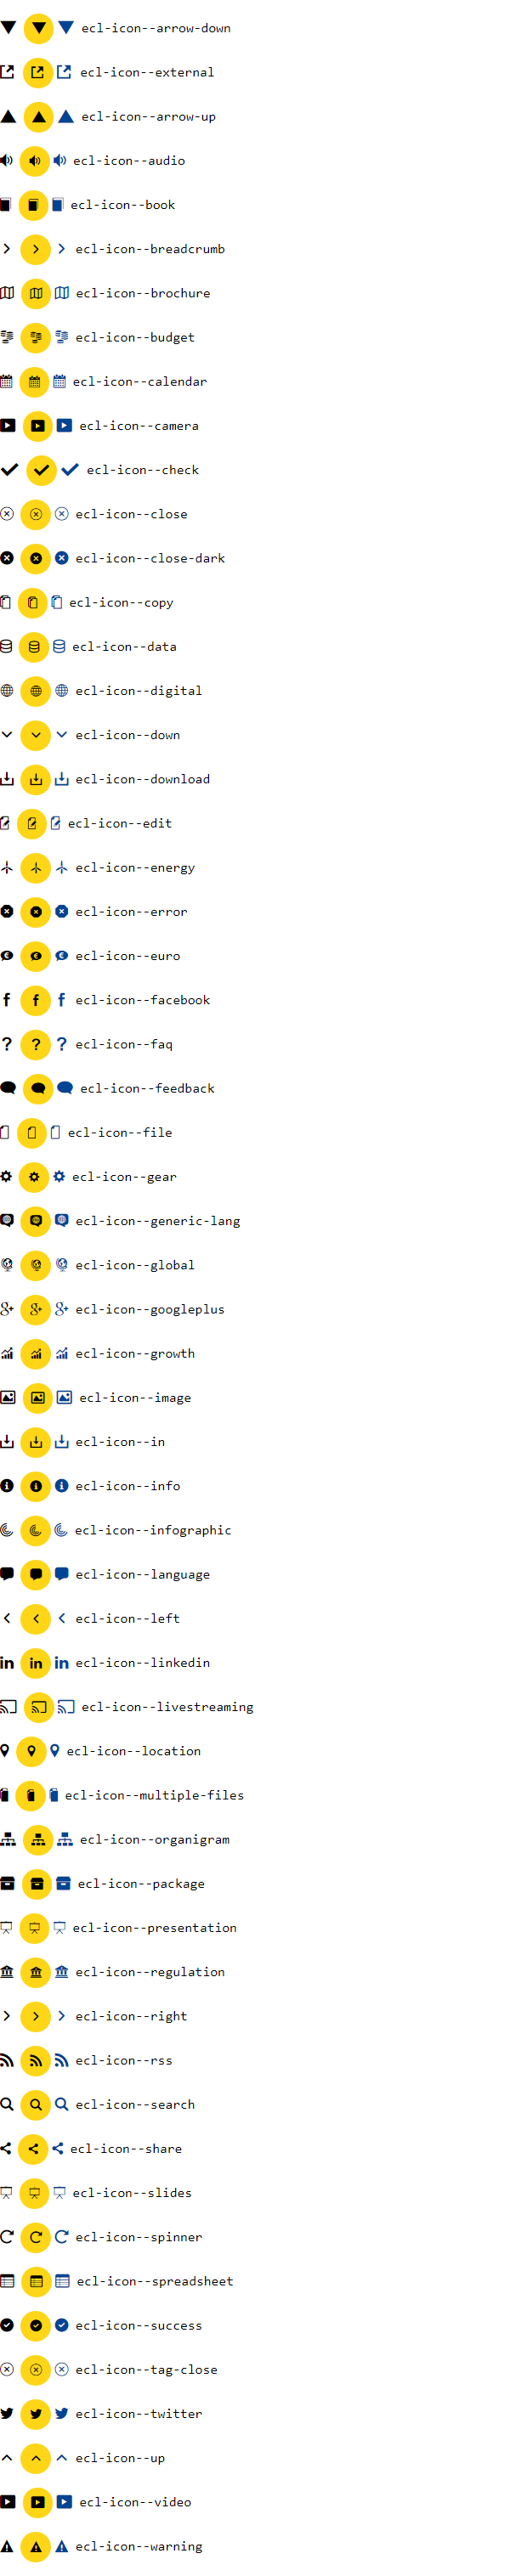 ecl-icon--arrow-down
ecl-icon--external
ecl-icon--arrow-up
ecl-icon--audio
ecl-icon--book
ecl-icon--breadcrumb
ecl-icon--brochure
ecl-icon--budget
ecl-icon--calendar
ecl-icon--camera
ecl-icon--check
ecl-icon--close
ecl-icon--close-dark
ecl-icon--copy
ecl-icon--data
ecl-icon--digital
ecl-icon--down
ecl-icon--download
ecl-icon--edit
ecl-icon--energy
ecl-icon--error
ecl-icon--euro
ecl-icon--facebook
ecl-icon--faq
ecl-icon--feedback
ecl-icon--file
ecl-icon--gear
ecl-icon--generic-lang
ecl-icon--global
ecl-icon--googleplus
ecl-icon--growth
ecl-icon--image
ecl-icon--in
ecl-icon--info
ecl-icon--infographic
ecl-icon--language
ecl-icon--left
ecl-icon--linkedin
ecl-icon--livestreaming
ecl-icon--location
ecl-icon--multiple-files
ecl-icon--organigram
ecl-icon--package
ecl-icon--presentation
ecl-icon--regulation
ecl-icon--right
ecl-icon--rss
ecl-icon--search
ecl-icon--share
ecl-icon--slides
ecl-icon--spinner
ecl-icon--spreadsheet
ecl-icon--success
ecl-icon--tag-close
ecl-icon--twitter
ecl-icon--up
ecl-icon--video
ecl-icon--warning